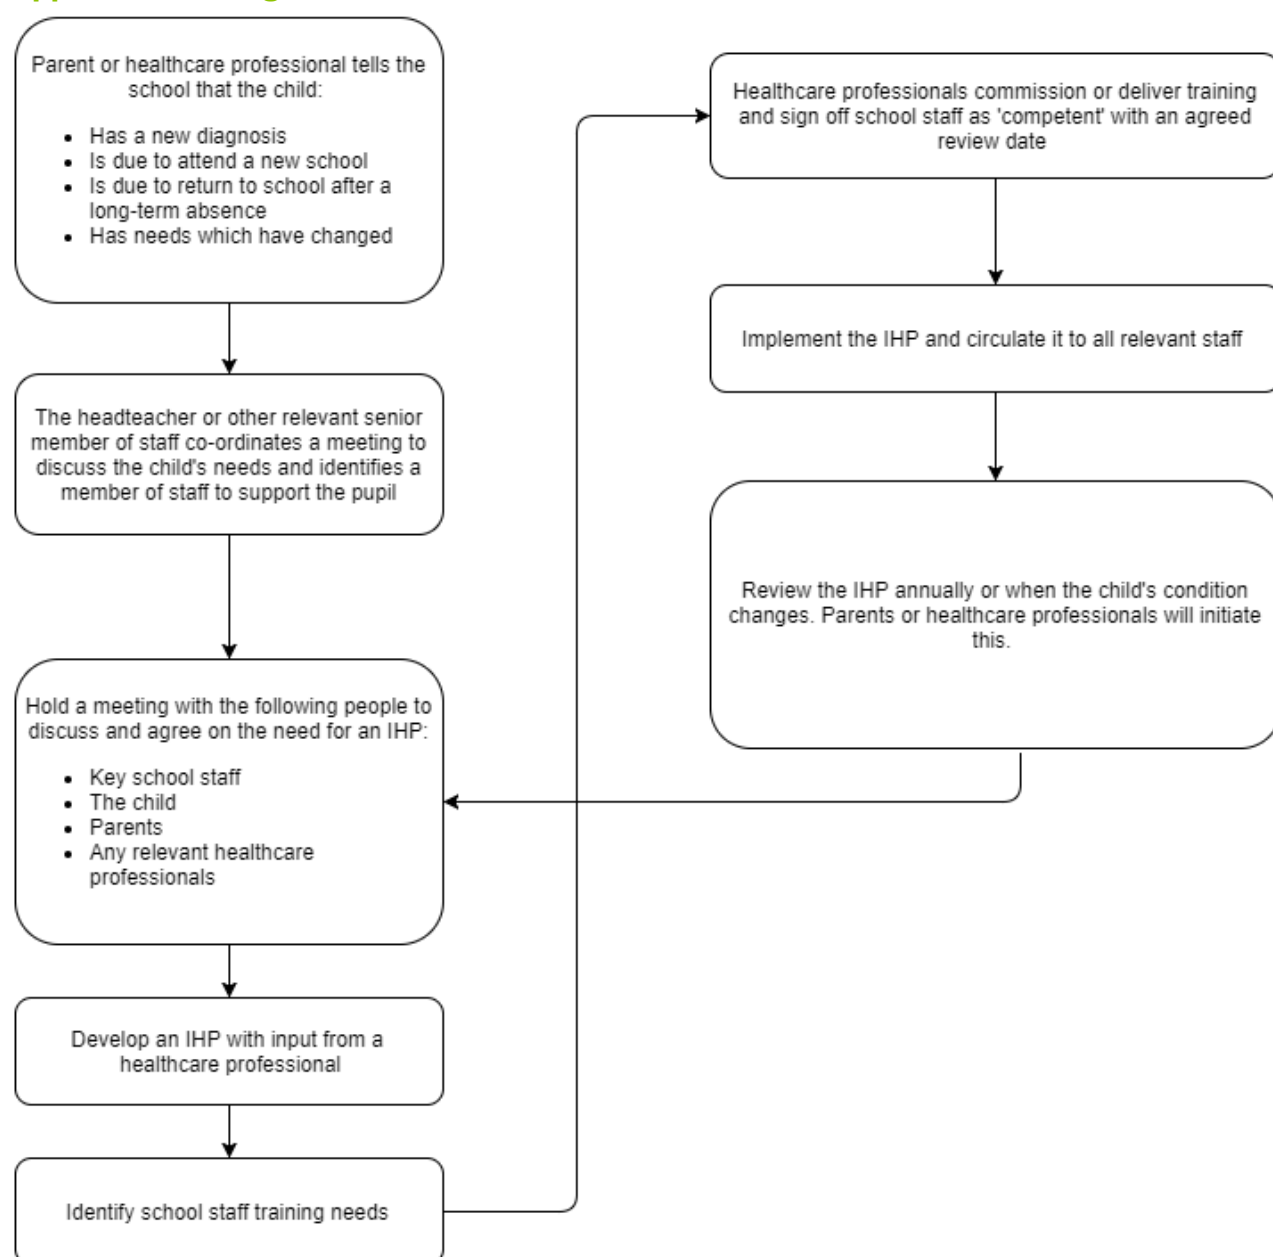 Parent or healthcare professional tells the
school that the child:
• Has a new diagnosis
• Is due to attend a new school
• Is due to return to school after a
long-term absence
• Has needs which have changed
The headteacher or other relevant senior
member of staff co-ordinates a meeting to
discuss the child's needs and identifies a
member of staff to support the pupil
Hold a meeting with the following people to
discuss and agree on the need for an IHP:
• Key school staff
• The child
• Parents
• Any relevant healthcare
professionals
Develop an IHP with input from a
healthcare professional
Identify school staff training needs
Healthcare professionals commission or deliver training
and sign off school staff as 'competent' with an agreed
review date
Implement the IHP and circulate it to all relevant staff
Review the IHP annually or when the child's condition
changes. Parents or healthcare professionals will initiate
this.